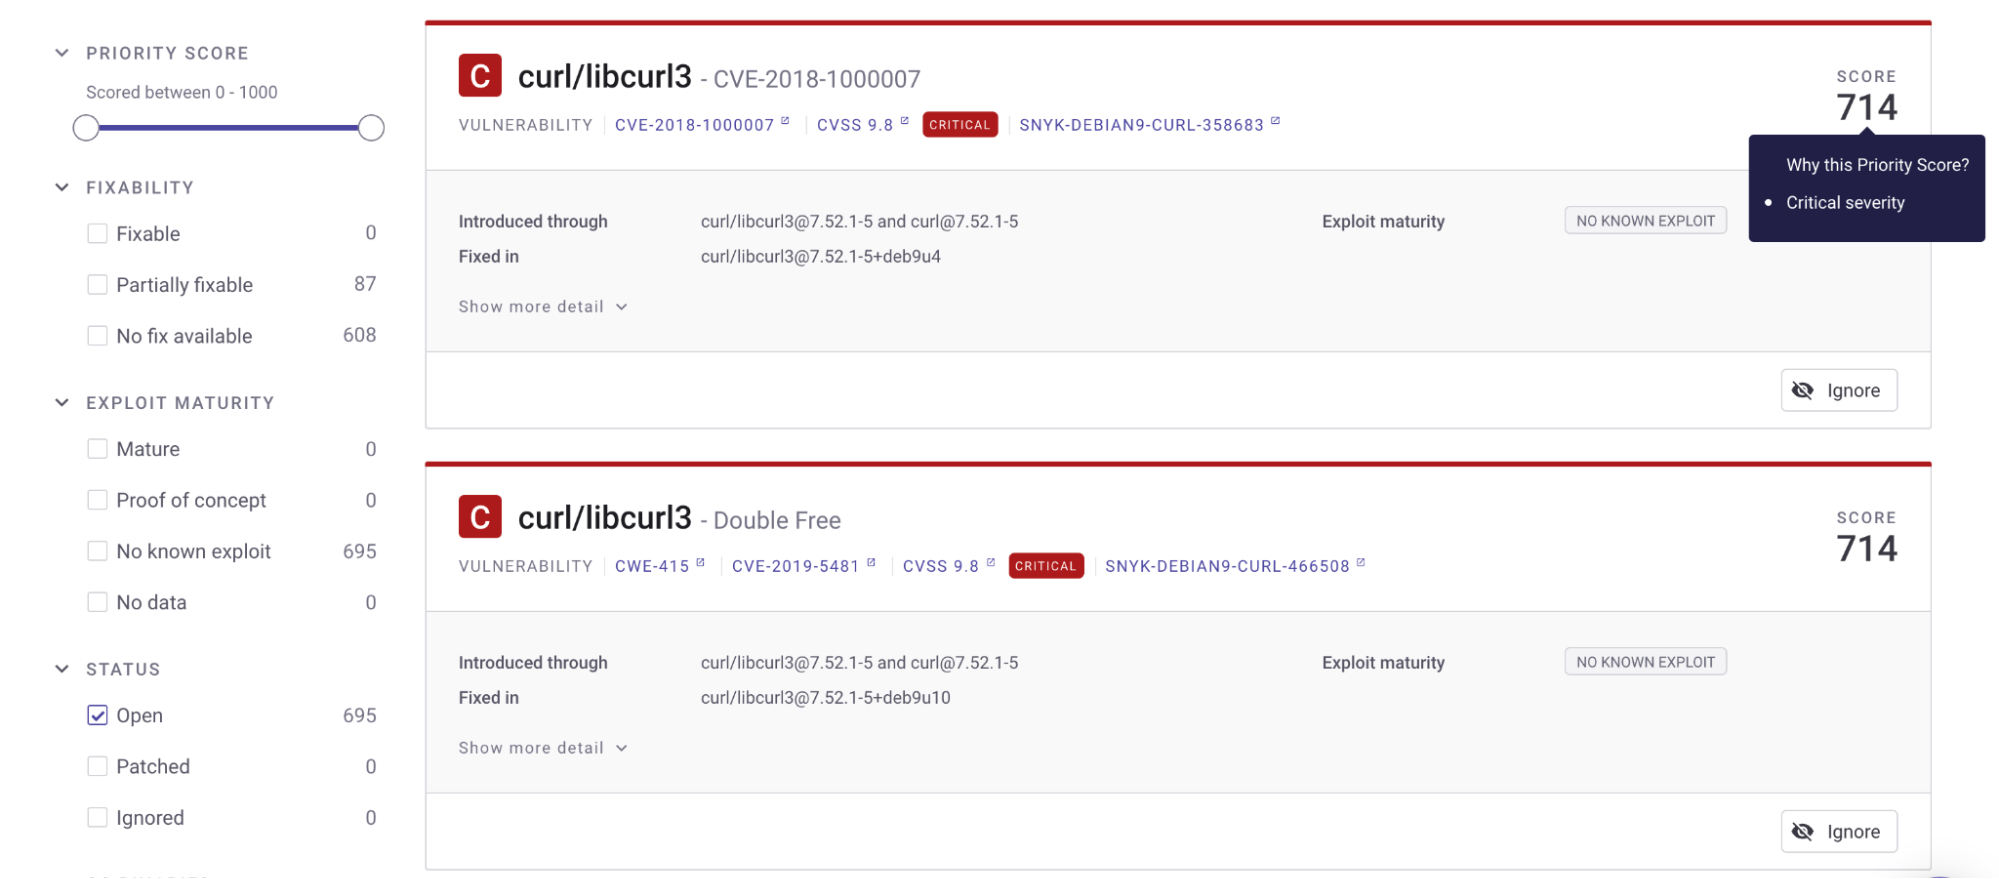 PRIORITY SCORE
Scored between 0 - 1000
FIXABILITY
Fixable 0
Partially fixable 87
No fix available 608
EXPLOIT MATURITY
Mature 0
Proof of concept 0
No known exploit 695
No data 0
STATUS
Open 695
Patched 0
Ignored 0
C curl/libcurl3 - CVE-2018-1000007
VULNERABILITY CVE-2018-1000007 CVSS 9.8 CRITICAL SNYK-DEBIAN9-CURL-358683
SCORE
714
Why this Priority Score?
• Critical severity
Introduced through curl/libcurl3@7.52.1-5 and curl@7.52.1-5
Exploit maturity NO KNOWN EXPLOIT
Fixed in curl/libcurl3@7.52.1-5+deb9u4
Show more detail
Ignore
C curl/libcurl3 - Double Free
VULNERABILITY CWE-415 CVE-2019-5481 CVSS 9.8 CRITICAL SNYK-DEBIAN9-CURL-466508
SCORE
714
Introduced through curl/libcurl3@7.52.1-5 and curl@7.52.1-5
Exploit maturity NO KNOWN EXPLOIT
Fixed in curl/libcurl3@7.52.1-5+deb9u10
Show more detail
Ignore